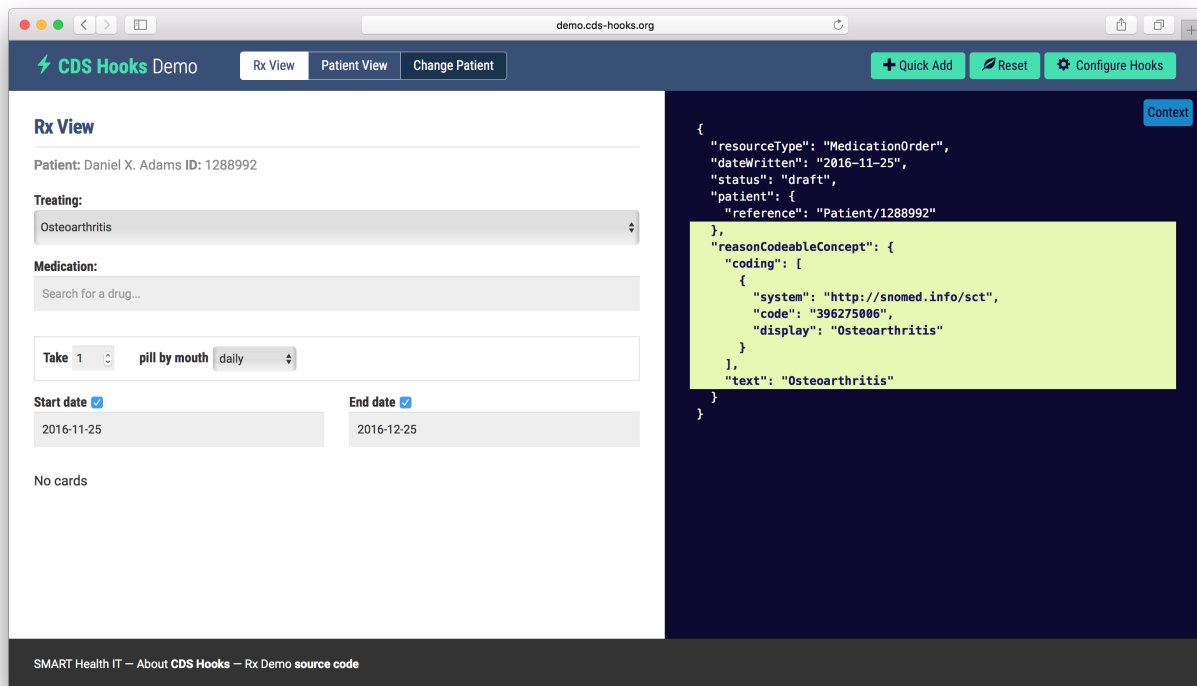 demo.cds-hooks.org
CDS Hooks Demo
Rx View
Patient View
Change Patient
Quick Add
Reset
Configure Hooks
Rx View
Patient: Daniel X. Adams ID: 1288992
Treating:
Osteoarthritis
Medication:
Search for a drug...
Take 1 pill by mouth daily
Start date
End date
2016-11-25
2016-12-25
No cards
Context
{
  "resourceType": "MedicationOrder",
  "dateWritten": "2016-11-25",
  "status": "draft",
  "patient": {
    "reference": "Patient/1288992"
  },
  "reasonCodeableConcept": {
    "coding": [
      {
        "system": "http://snomed.info/sct",
        "code": "396275006",
        "display": "Osteoarthritis"
      }
    ],
    "text": "Osteoarthritis"
  }
}
SMART Health IT — About CDS Hooks — Rx Demo source code